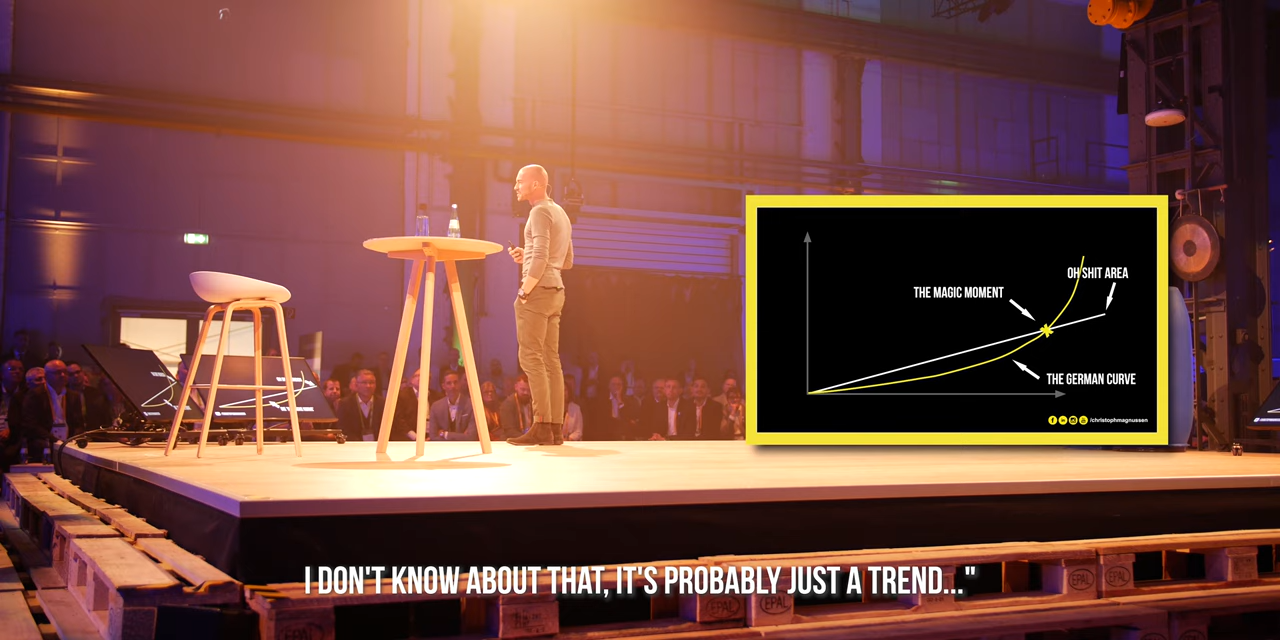 OH SHIT AREA
THE MAGIC MOMENT
THE GERMAN CURVE
/christophmagnussen
I DON'T KNOW ABOUT THAT, IT'S PROBABLY JUST A TREND..."
EPAL
EPAL
EPAL
EPAL